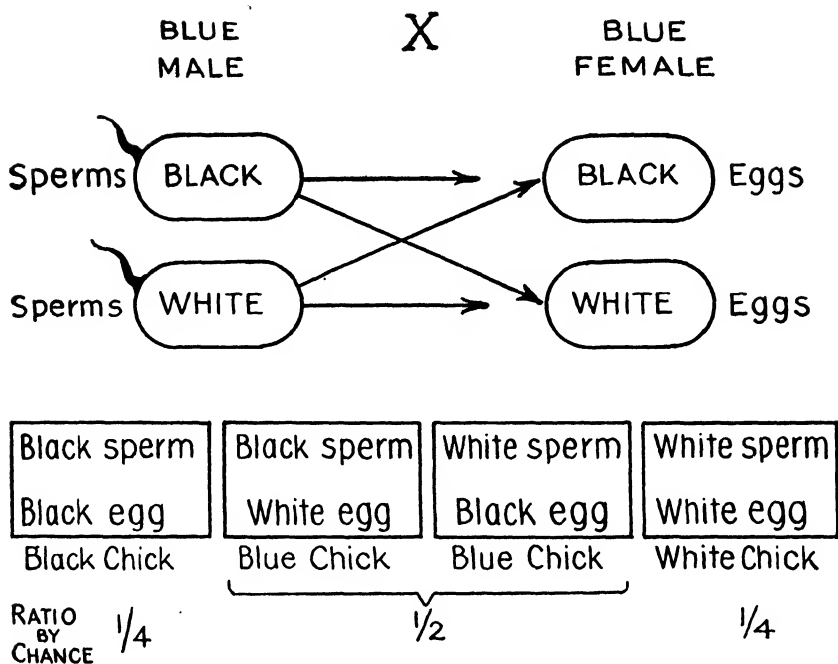 BLUE MALE X BLUE FEMALE
Sperms BLACK BLACK Eggs
Sperms WHITE WHITE Eggs
Black sperm Black sperm White sperm White sperm
Black egg White egg Black egg White egg
Black Chick Blue Chick Blue Chick White Chick
RATIO BY CHANCE 1/4 1/2 1/4